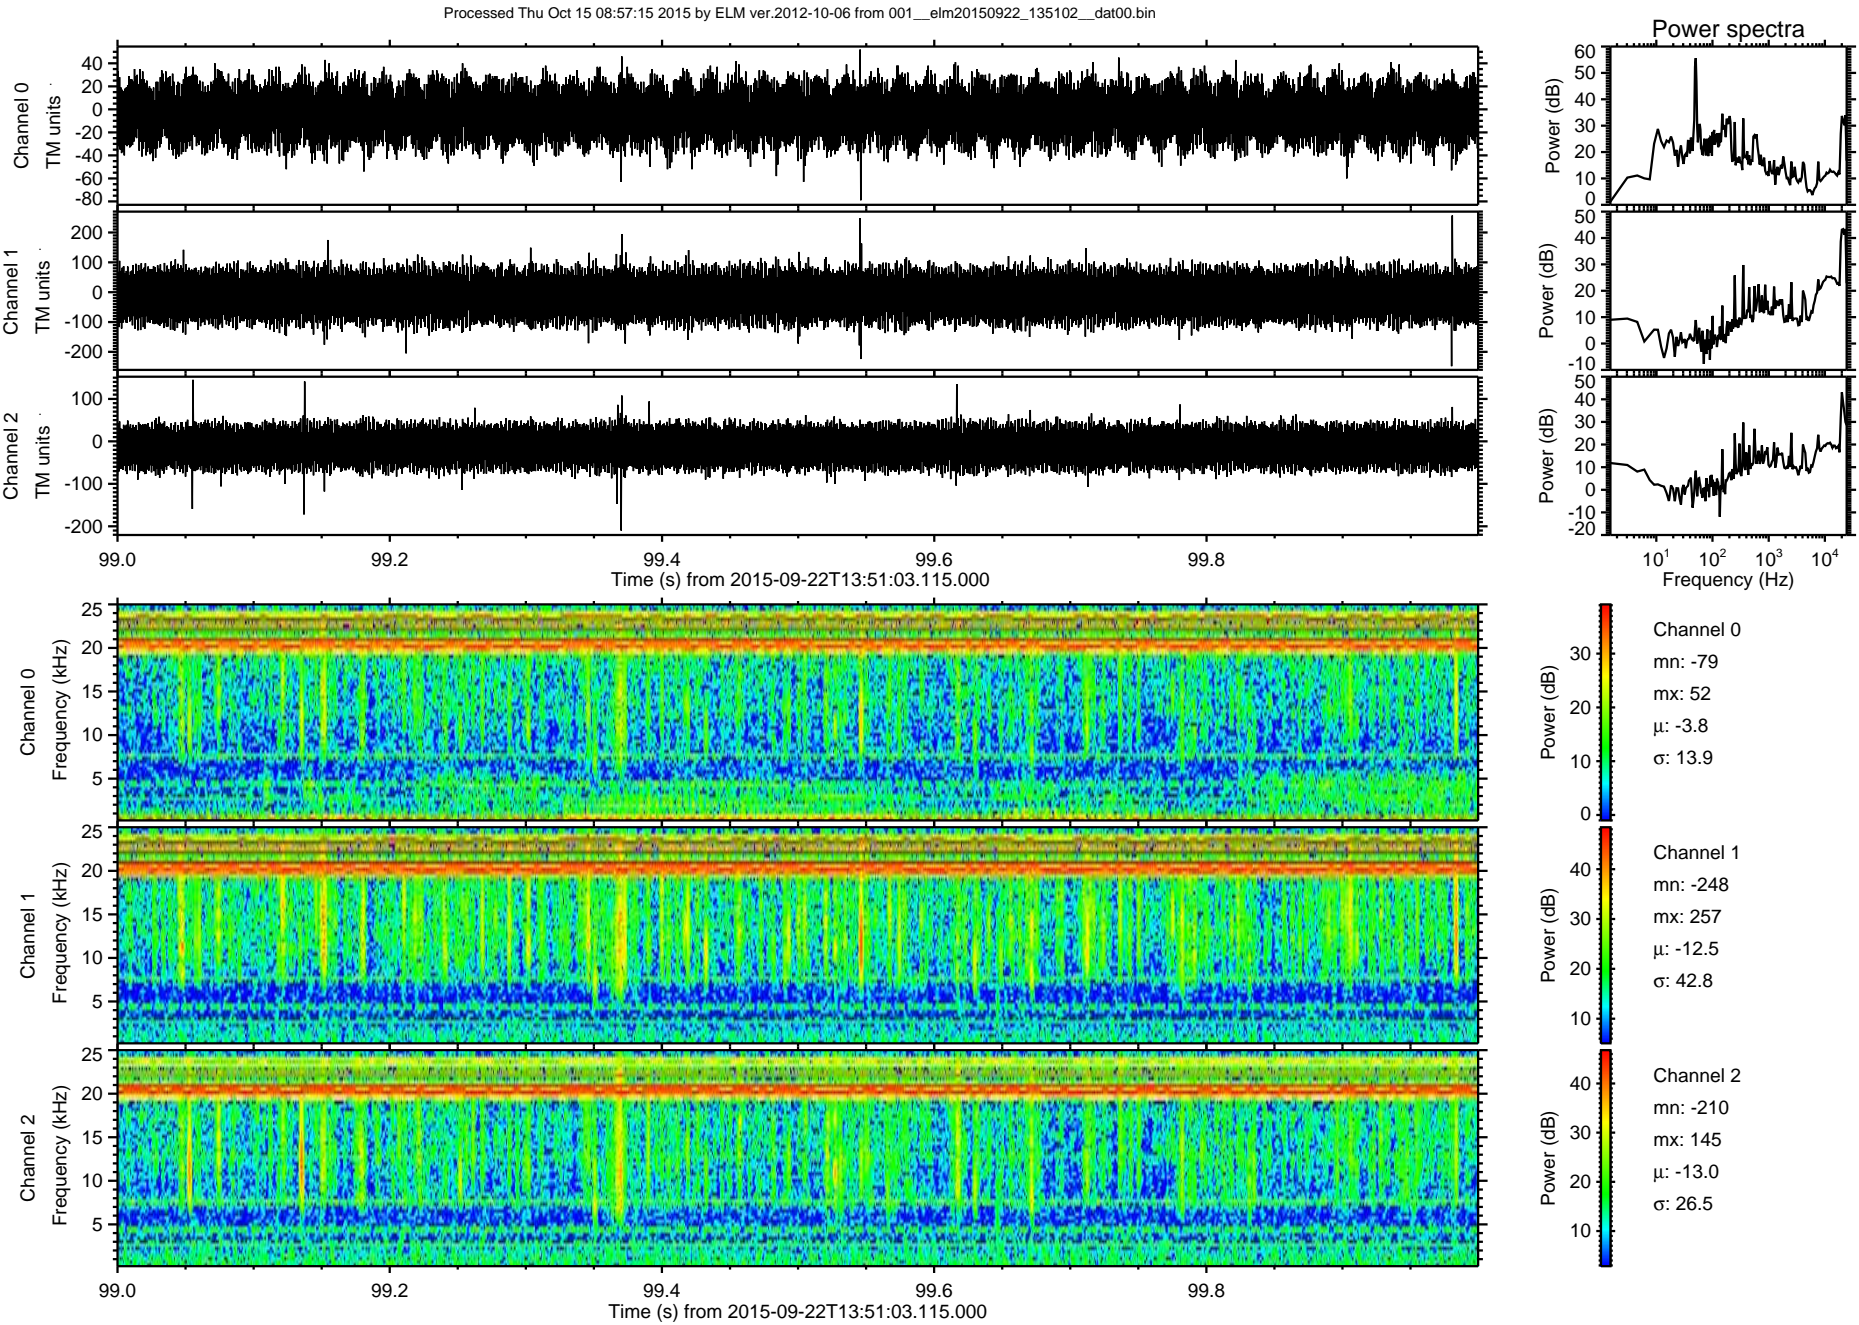 Processed Thu Oct 15 08:57:15 2015 by ELM ver.2012-10-06 from 001__elm20150922_135102__dat00.bin
Power spectra
Channel 0
TM units
40
20
0
-20
-40
-60
-80
Power (dB)
60
50
40
30
20
10
0
Channel 1
TM units
200
100
0
-100
-200
Power (dB)
50
40
30
20
10
0
-10
Channel 2
TM units
100
0
-100
-200
Power (dB)
50
40
30
20
10
0
-10
-20
99.0 99.2 99.4 99.6 99.8
Time (s) from 2015-09-22T13:51:03.115.000
10^1 10^2 10^3 10^4
Frequency (Hz)
Channel 0
Frequency (kHz)
25
20
15
10
5
Power (dB)
30
20
10
0
Channel 0
mn: -79
mx: 52
μ: -3.8
σ: 13.9
Channel 1
Frequency (kHz)
25
20
15
10
5
Power (dB)
40
30
20
10
Channel 1
mn: -248
mx: 257
μ: -12.5
σ: 42.8
Channel 2
Frequency (kHz)
25
20
15
10
5
Power (dB)
40
30
20
10
Channel 2
mn: -210
mx: 145
μ: -13.0
σ: 26.5
99.0 99.2 99.4 99.6 99.8
Time (s) from 2015-09-22T13:51:03.115.000